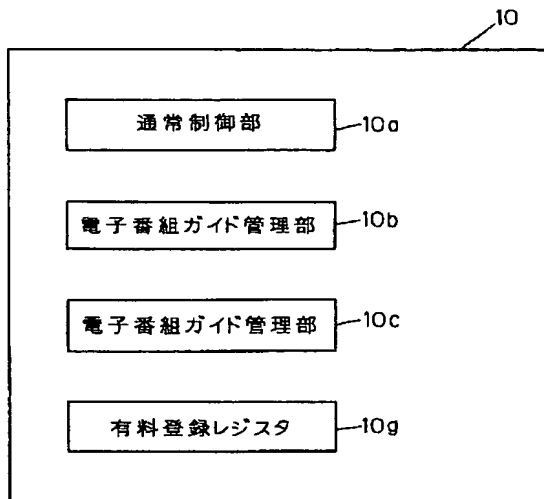 10
通常制御部 10a
電子番組ガイド管理部 10b
電子番組ガイド管理部 10c
有料登録レジスタ 10g